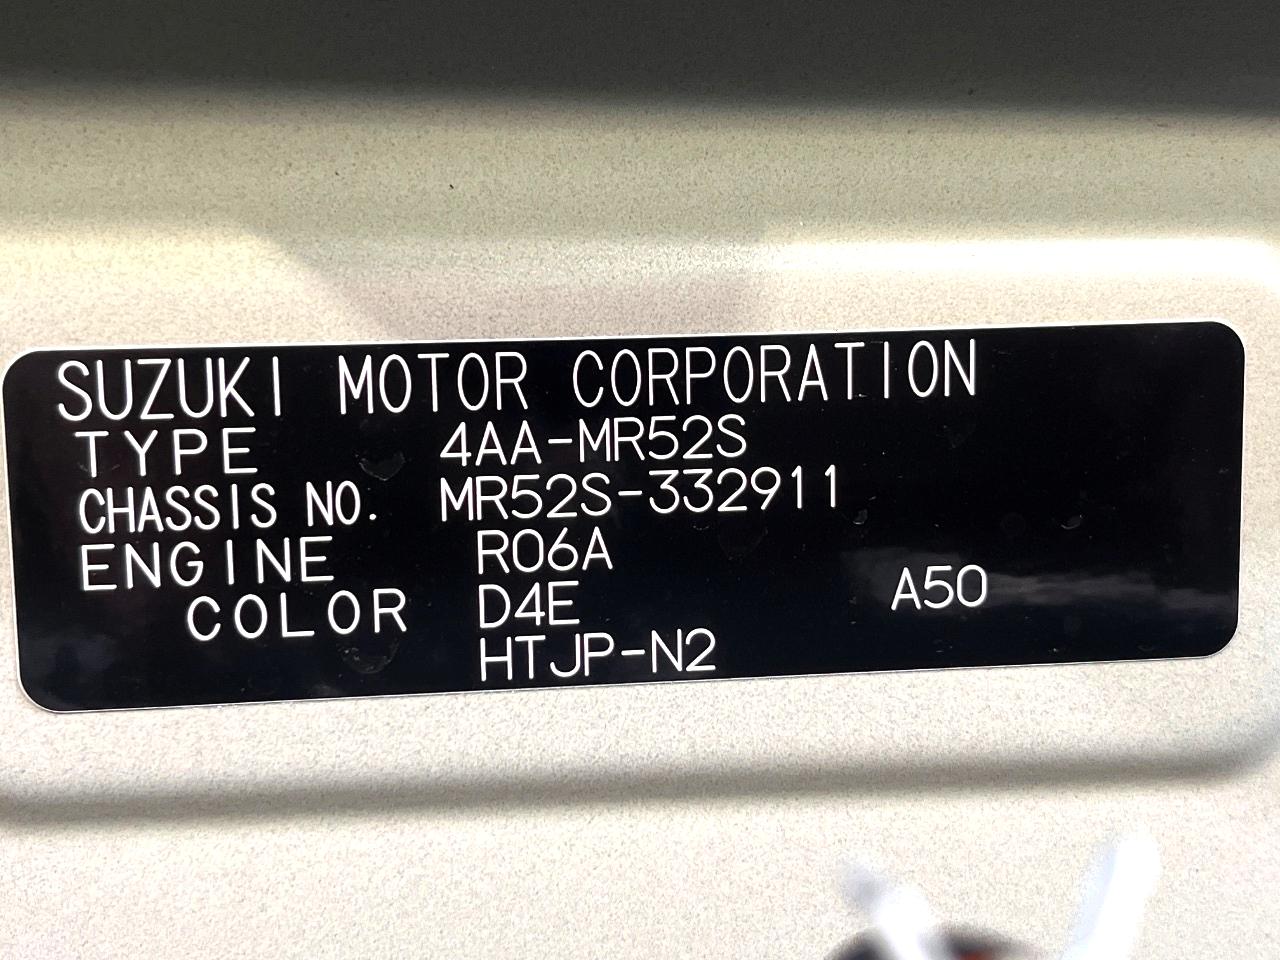 SUZUKI MOTOR CORPORATION
TYPE 4AA-MR52S
CHASSIS NO. MR52S-332911
ENGINE R06A
COLOR D4E A50
HTJP-N2